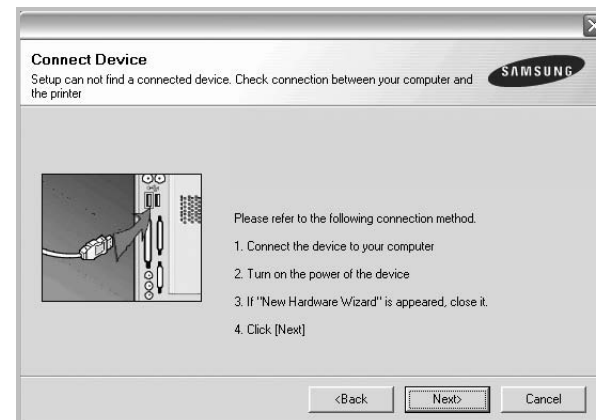 Connect Device
Setup can not find a connected device. Check connection between your computer and
the printer
SAMSUNG
Please refer to the following connection method.
1. Connect the device to your computer
2. Turn on the power of the device
3. If "New Hardware Wizard" is appeared, close it.
4. Click [Next]
<Back
Next>
Cancel